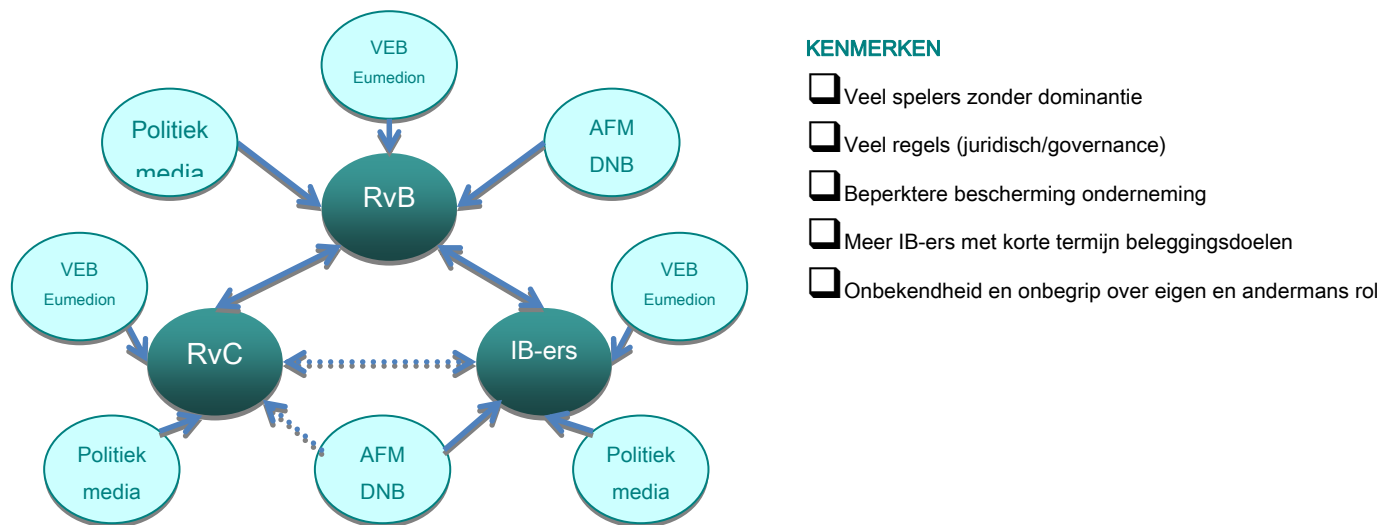 VEB
Eumedion
Politiek
media
AFM
DNB
RvB
VEB
Eumedion
VEB
Eumedion
RvC
IB-ers
Politiek
media
AFM
DNB
Politiek
media
KENMERKEN
Veel spelers zonder dominantie
Veel regels (juridisch/governance)
Beperktere bescherming onderneming
Meer IB-ers met korte termijn beleggingsdoelen
Onbekendheid en onbegrip over eigen en andermans rol